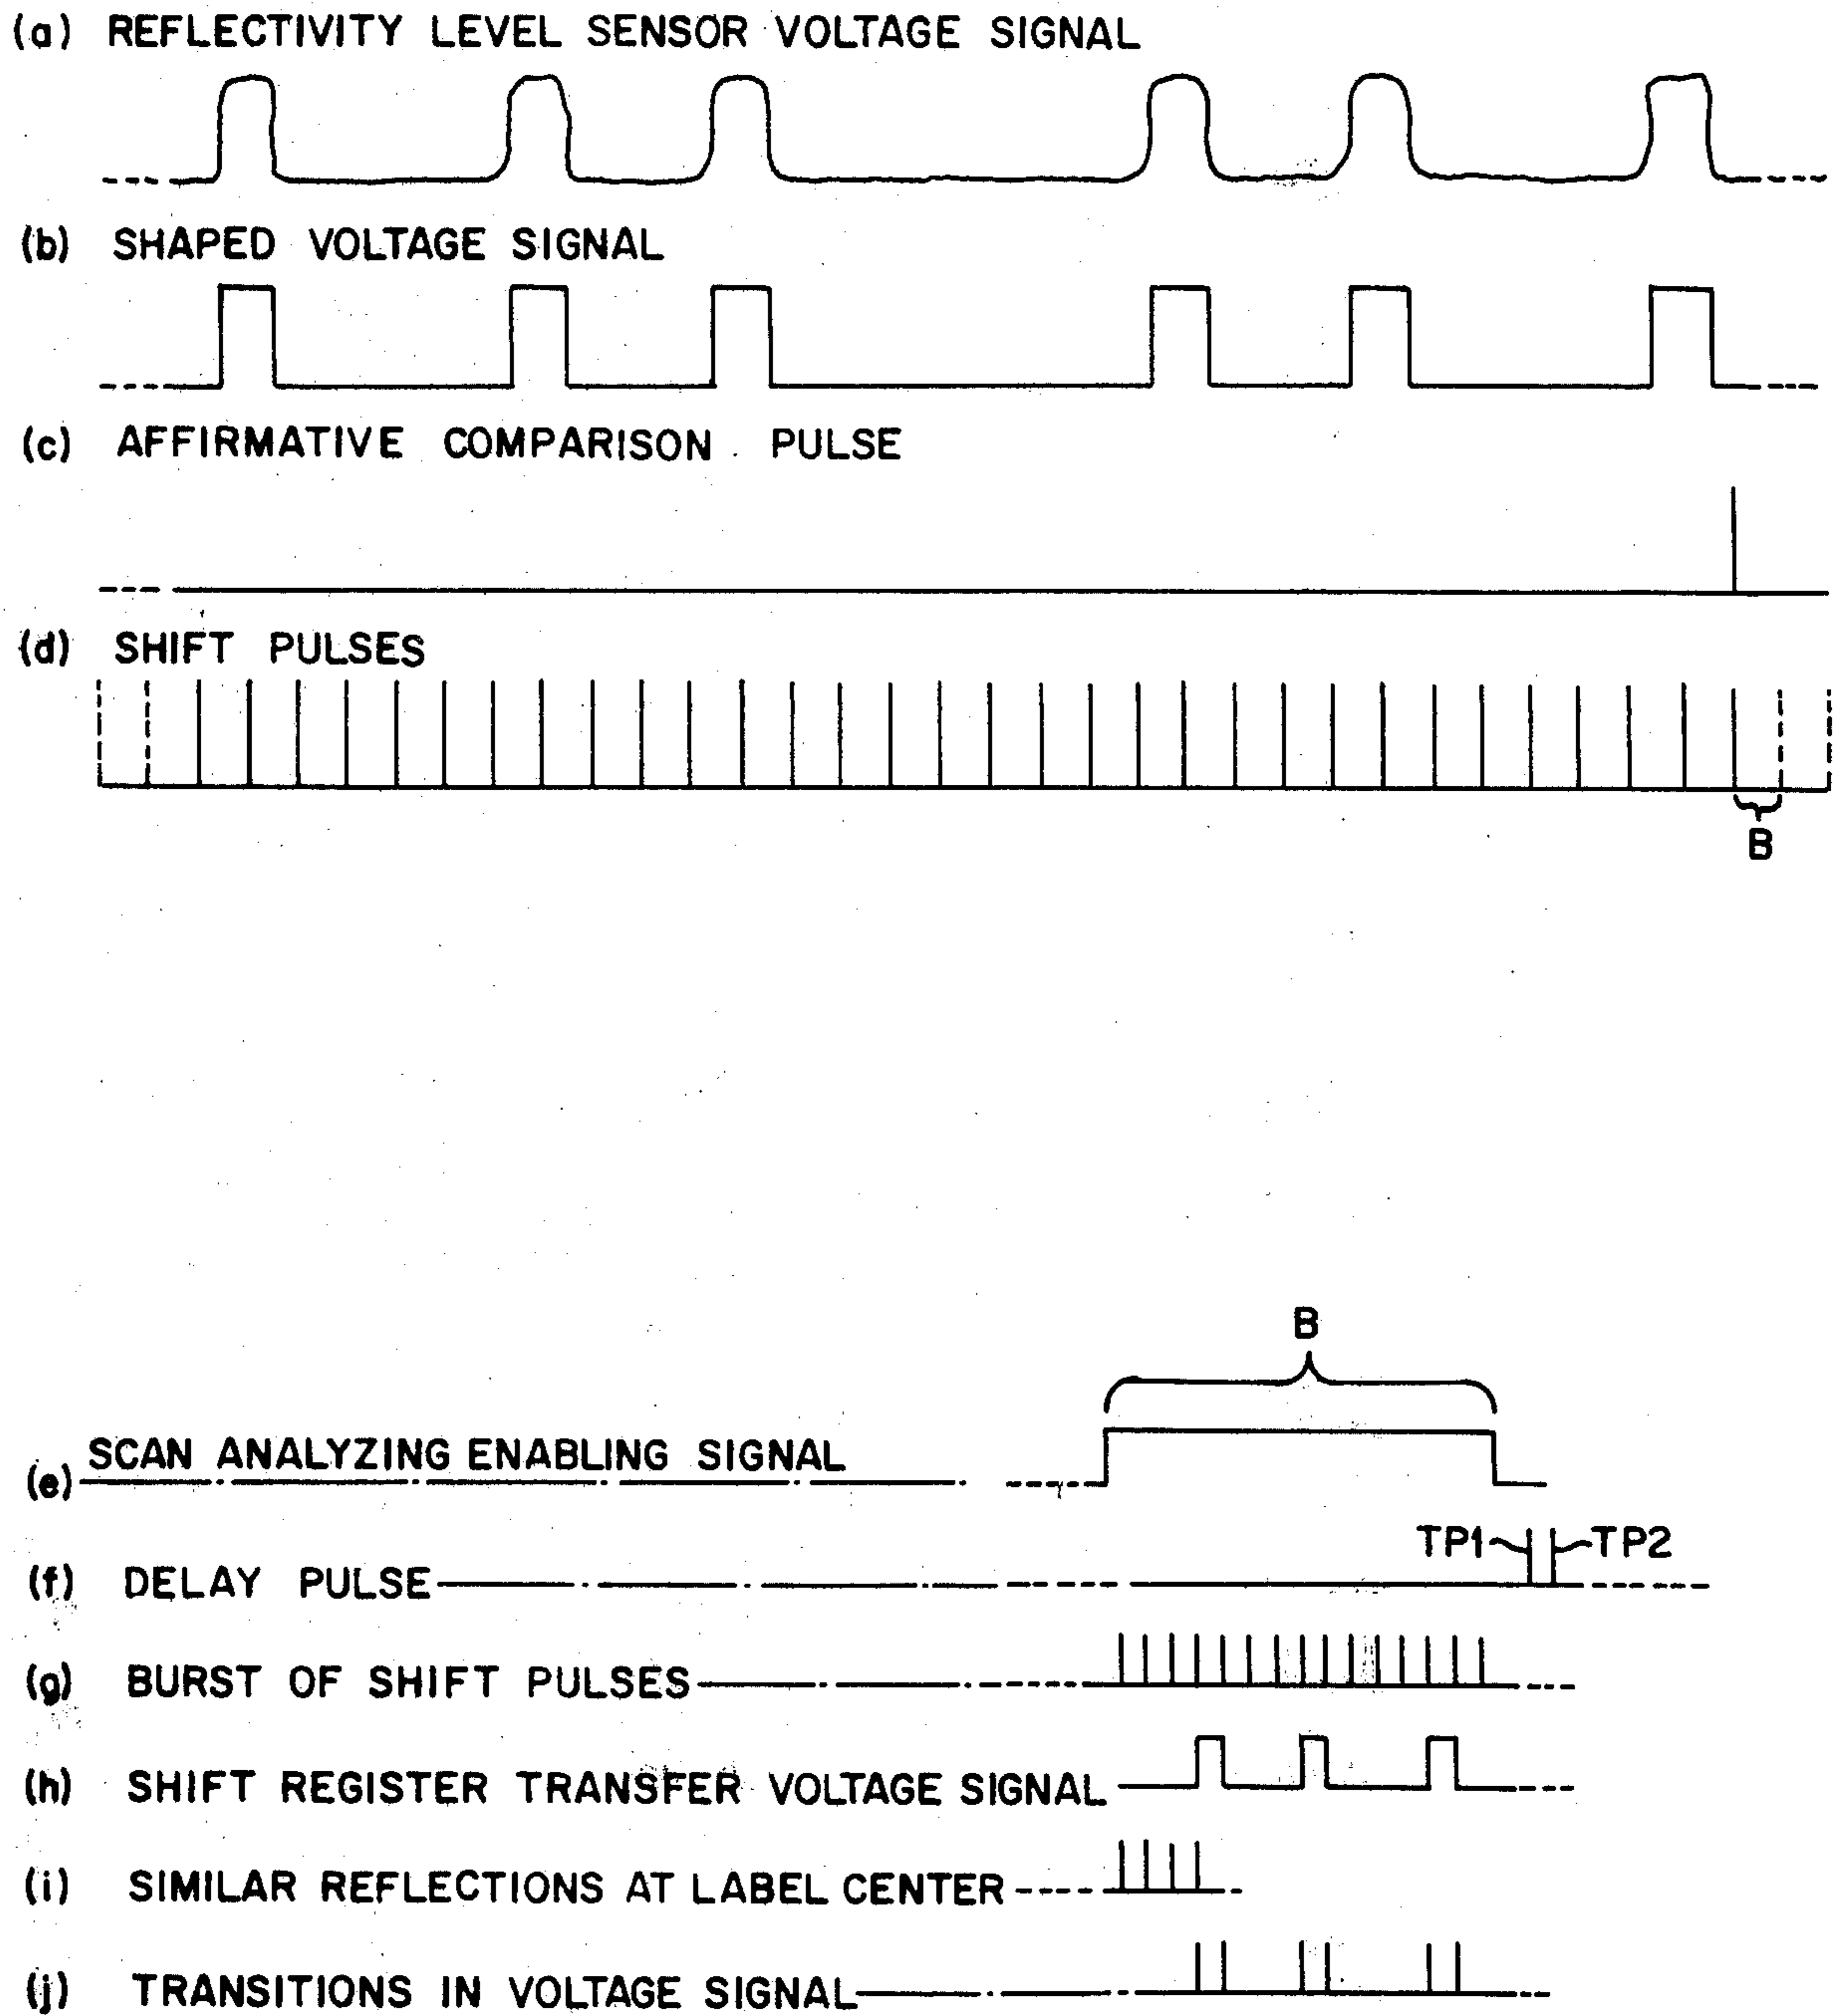 (a) REFLECTIVITY LEVEL SENSOR VOLTAGE SIGNAL
(b) SHAPED VOLTAGE SIGNAL
(c) AFFIRMATIVE COMPARISON PULSE
(d) SHIFT PULSES
B
B
(e) SCAN ANALYZING ENABLING SIGNAL
TP1 TP2
(f) DELAY PULSE
(g) BURST OF SHIFT PULSES
(h) SHIFT REGISTER TRANSFER VOLTAGE SIGNAL
(i) SIMILAR REFLECTIONS AT LABEL CENTER
(j) TRANSITIONS IN VOLTAGE SIGNAL